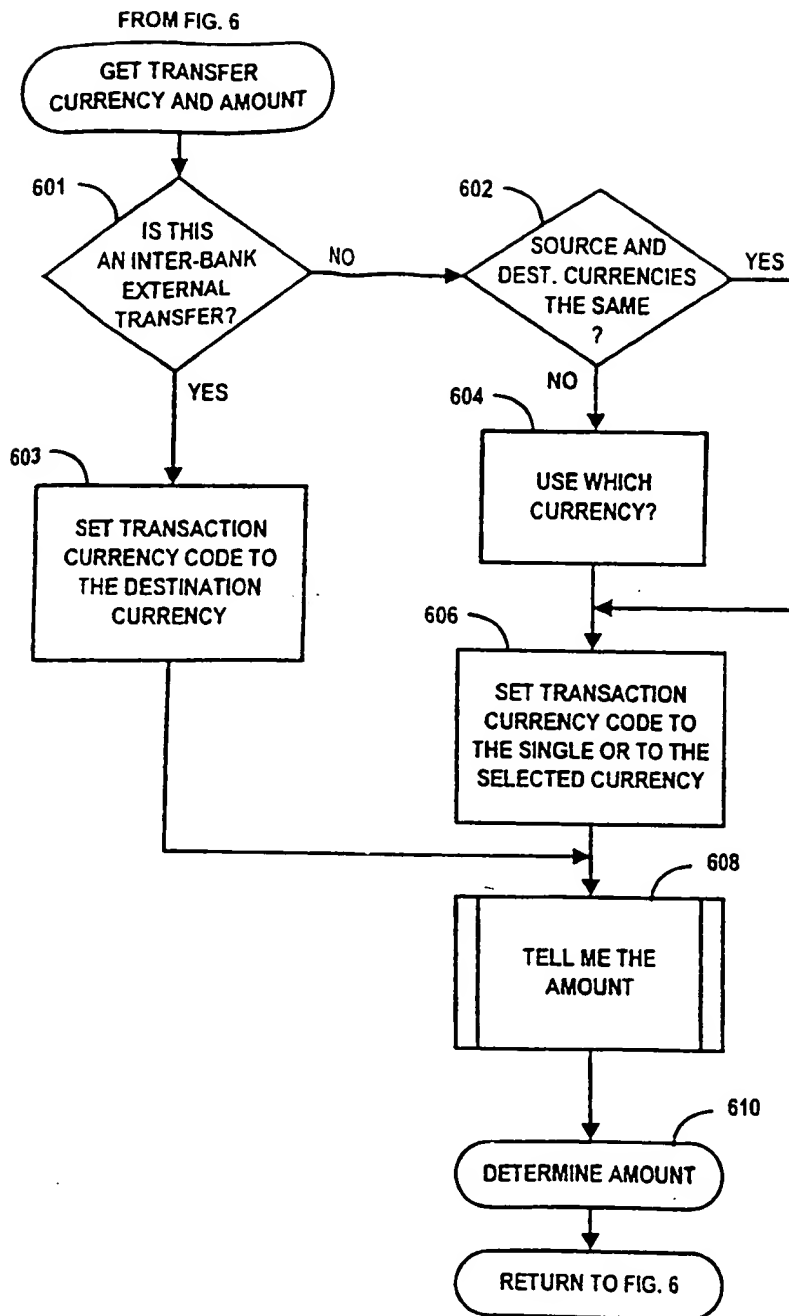 FROM FIG. 6
GET TRANSFER
CURRENCY AND AMOUNT
601
IS THIS
AN INTER-BANK
EXTERNAL
TRANSFER?
NO
YES
602
SOURCE AND
DEST. CURRENCIES
THE SAME
?
YES
NO
603
SET TRANSACTION
CURRENCY CODE TO
THE DESTINATION
CURRENCY
604
USE WHICH
CURRENCY?
606
SET TRANSACTION
CURRENCY CODE TO
THE SINGLE OR TO THE
SELECTED CURRENCY
608
TELL ME THE
AMOUNT
610
DETERMINE AMOUNT
RETURN TO FIG. 6